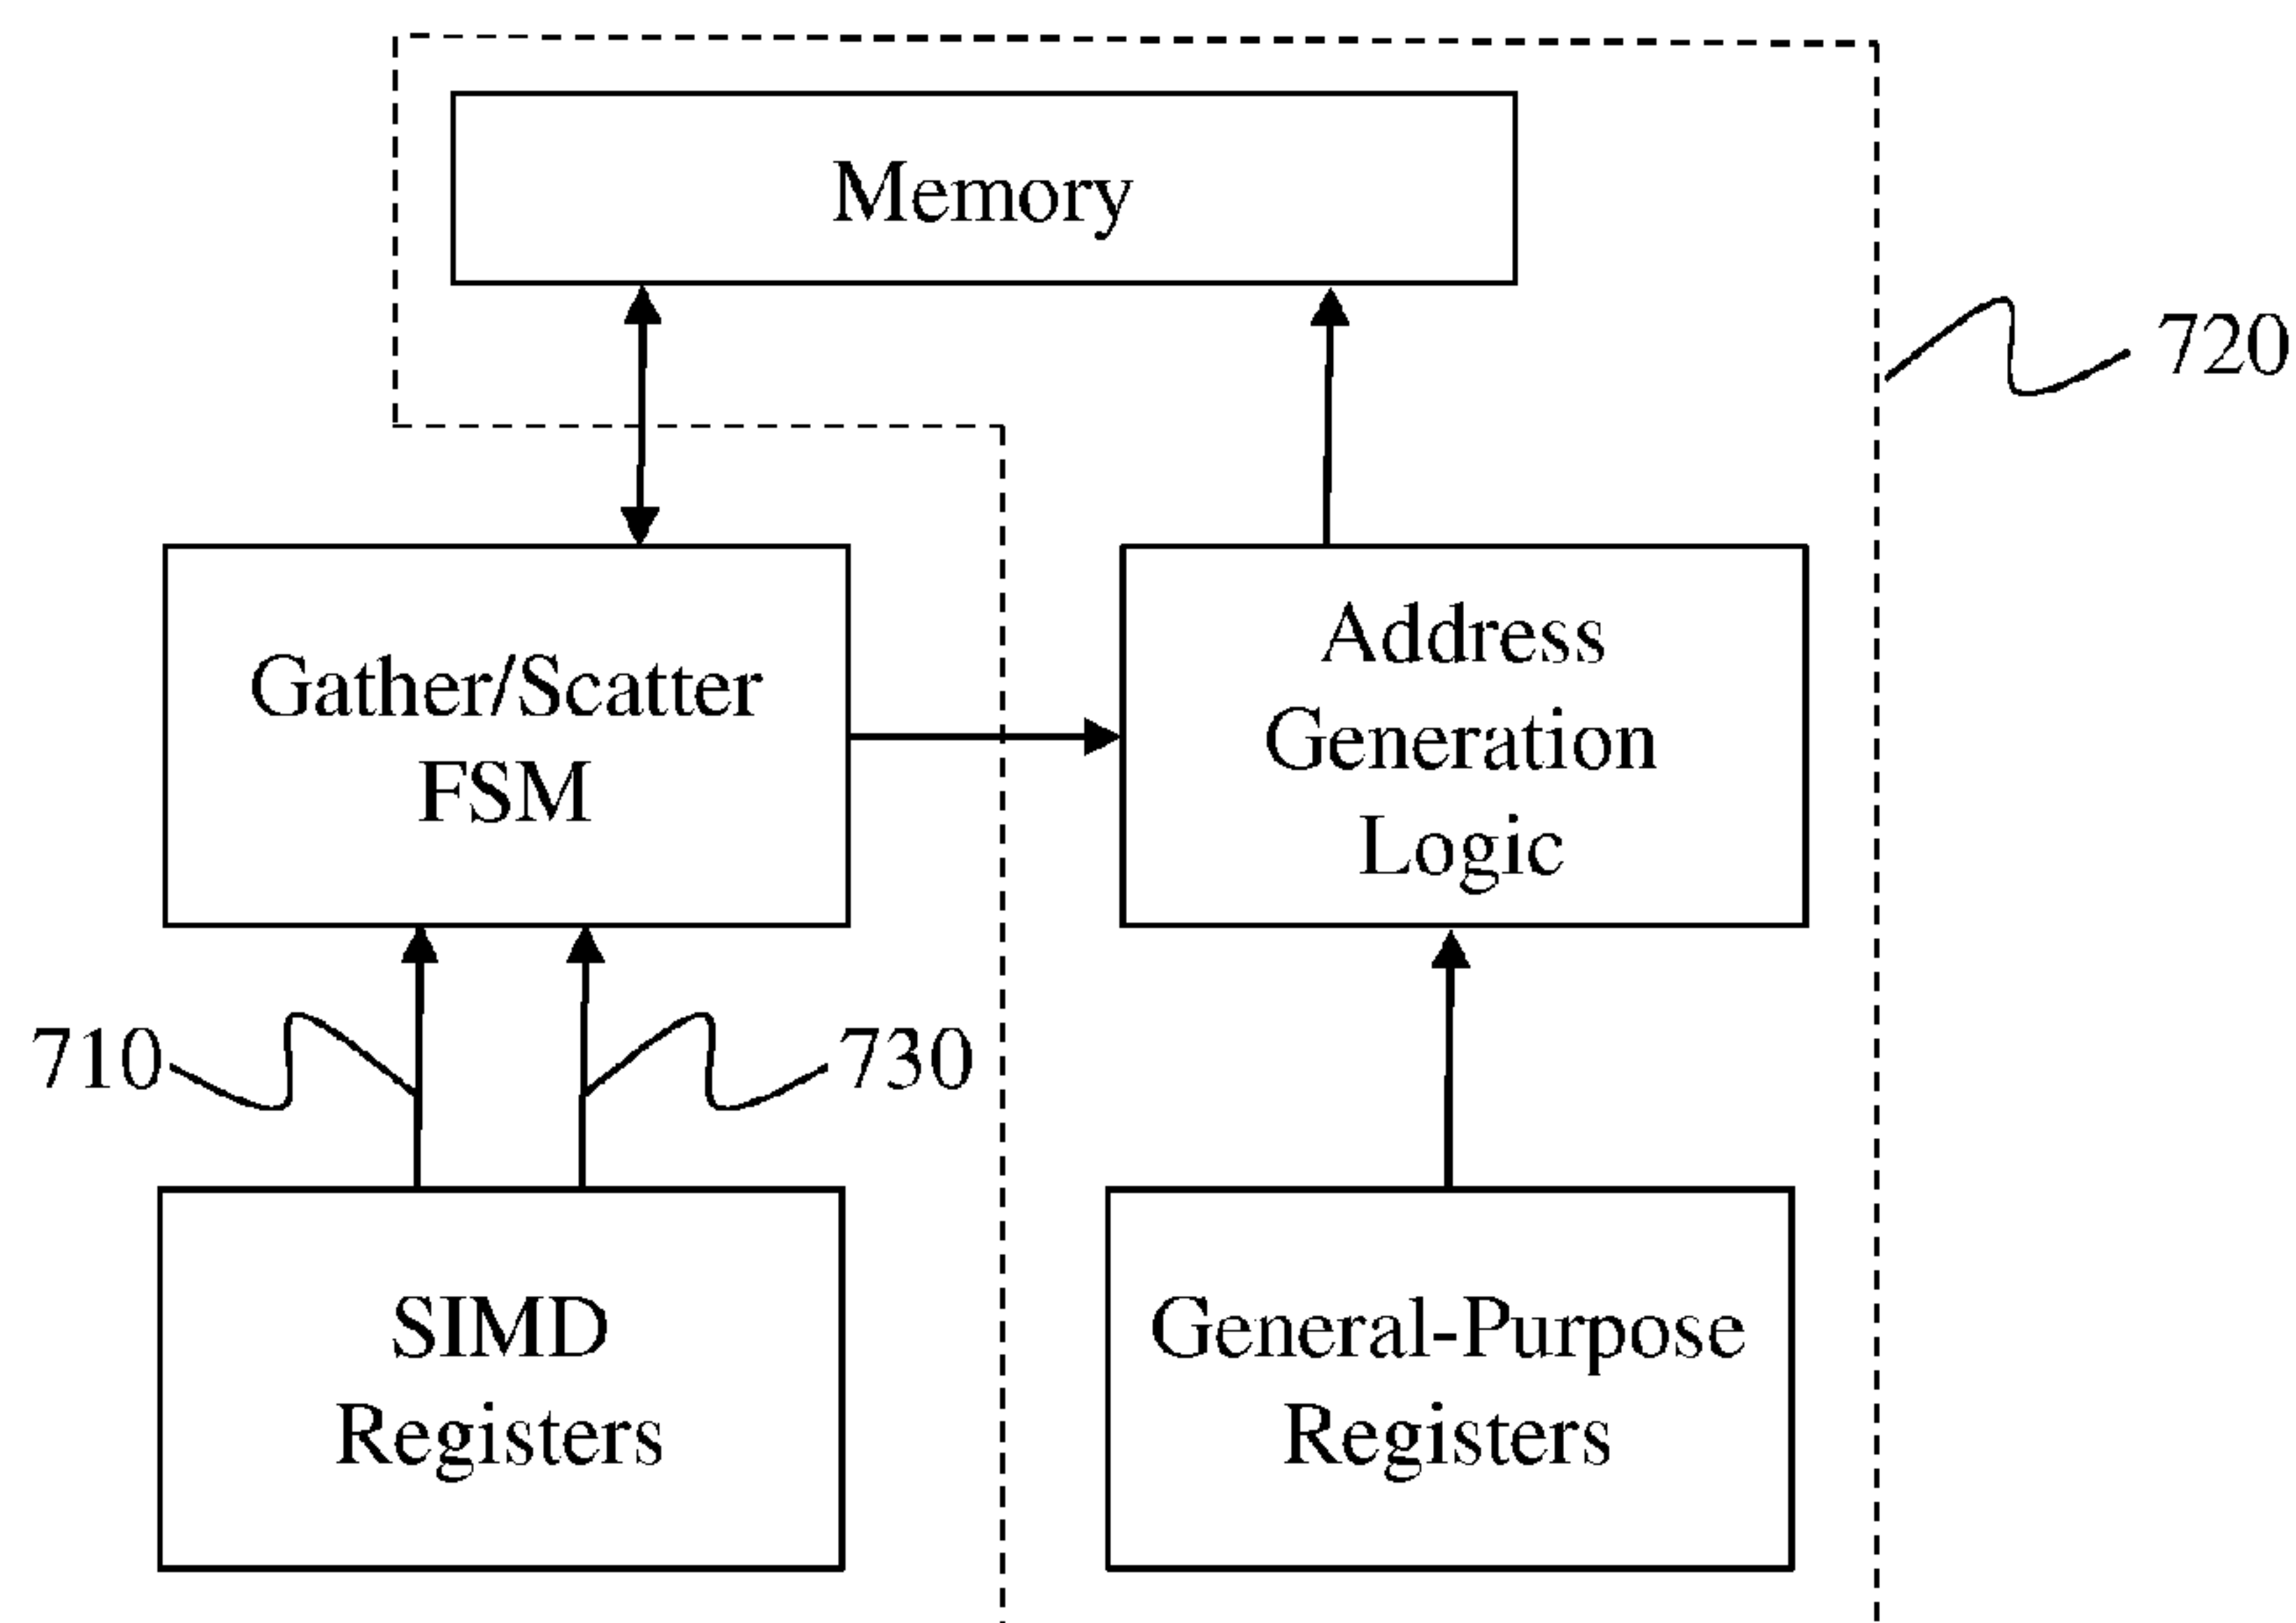 Memory
720
Gather/Scatter
FSM
Address
Generation
Logic
710
730
SIMD
Registers
General-Purpose
Registers